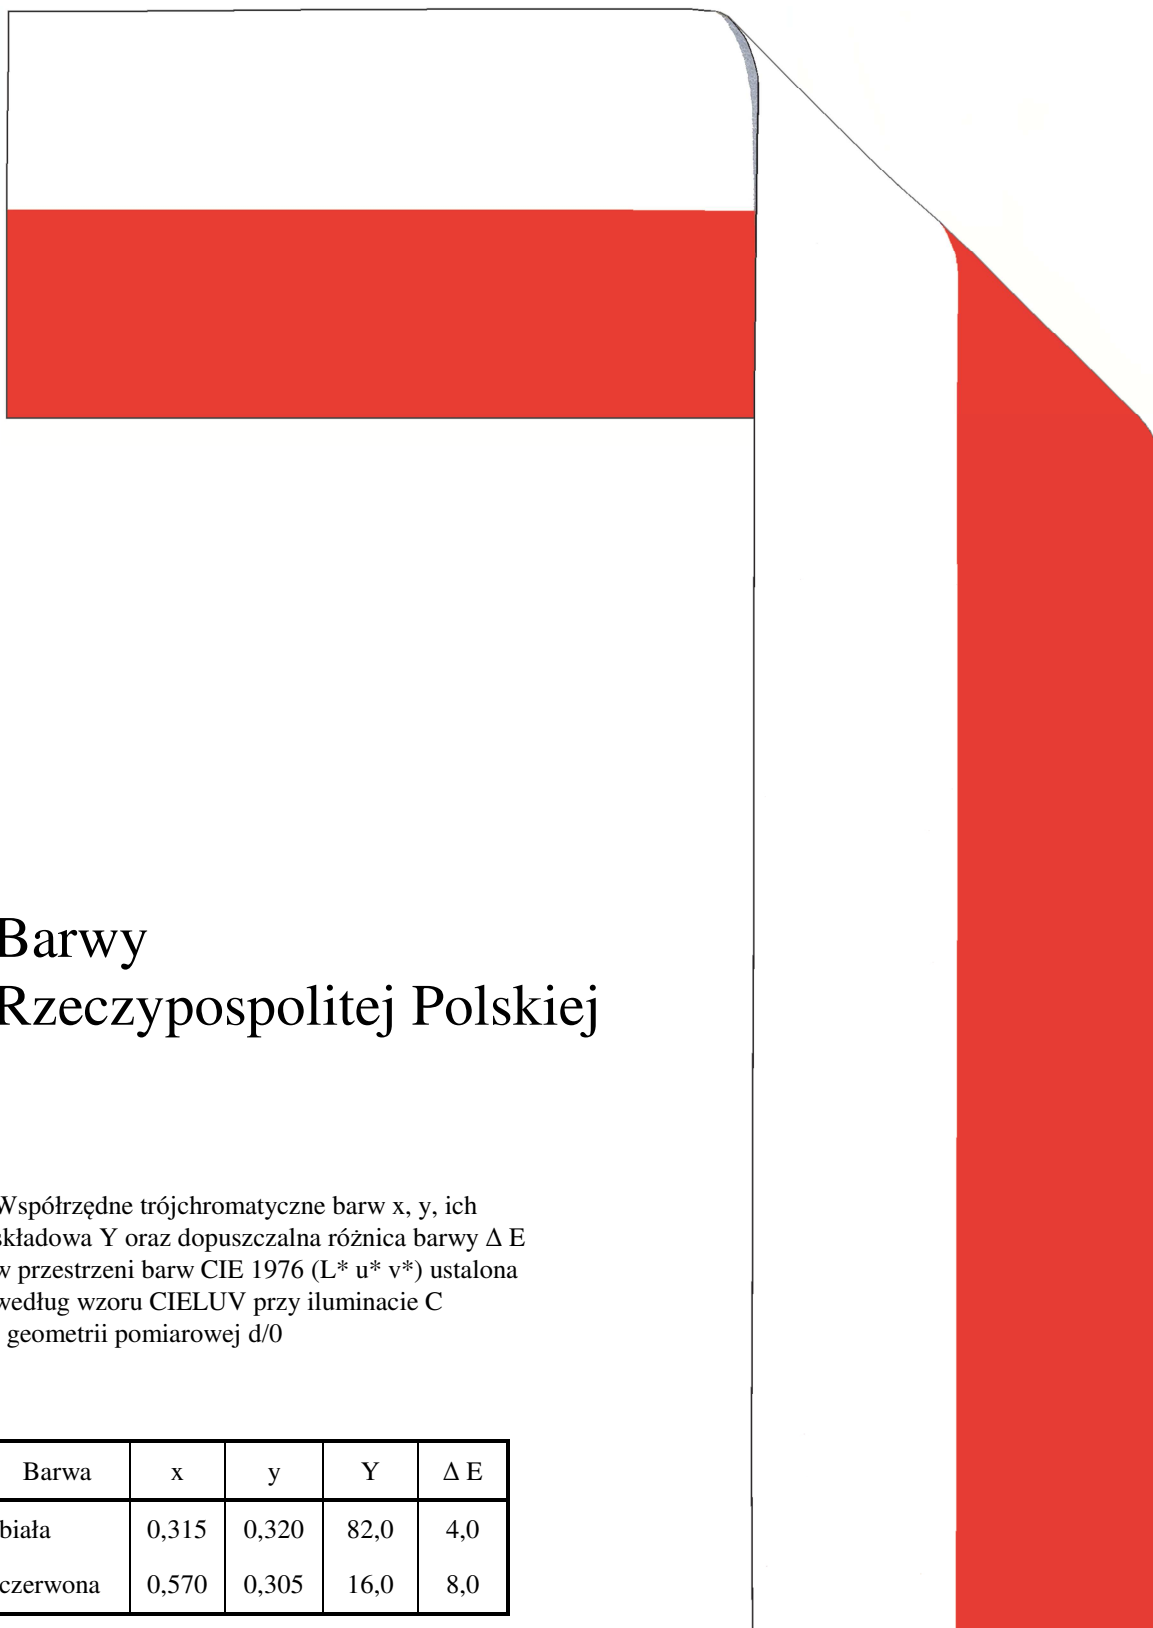 Barwy
Rzeczypospolitej Polskiej
Współrzędne trójchromatyczne barw x, y, ich
składowa Y oraz dopuszczalna różnica barwy Δ E
w przestrzeni barw CIE 1976 (L* u* v*) ustalona
według wzoru CIELUV przy iluminacie C
geometrii pomiarowej d/0
Barwa x y Y Δ E
biała 0,315 0,320 82,0 4,0
czerwona 0,570 0,305 16,0 8,0